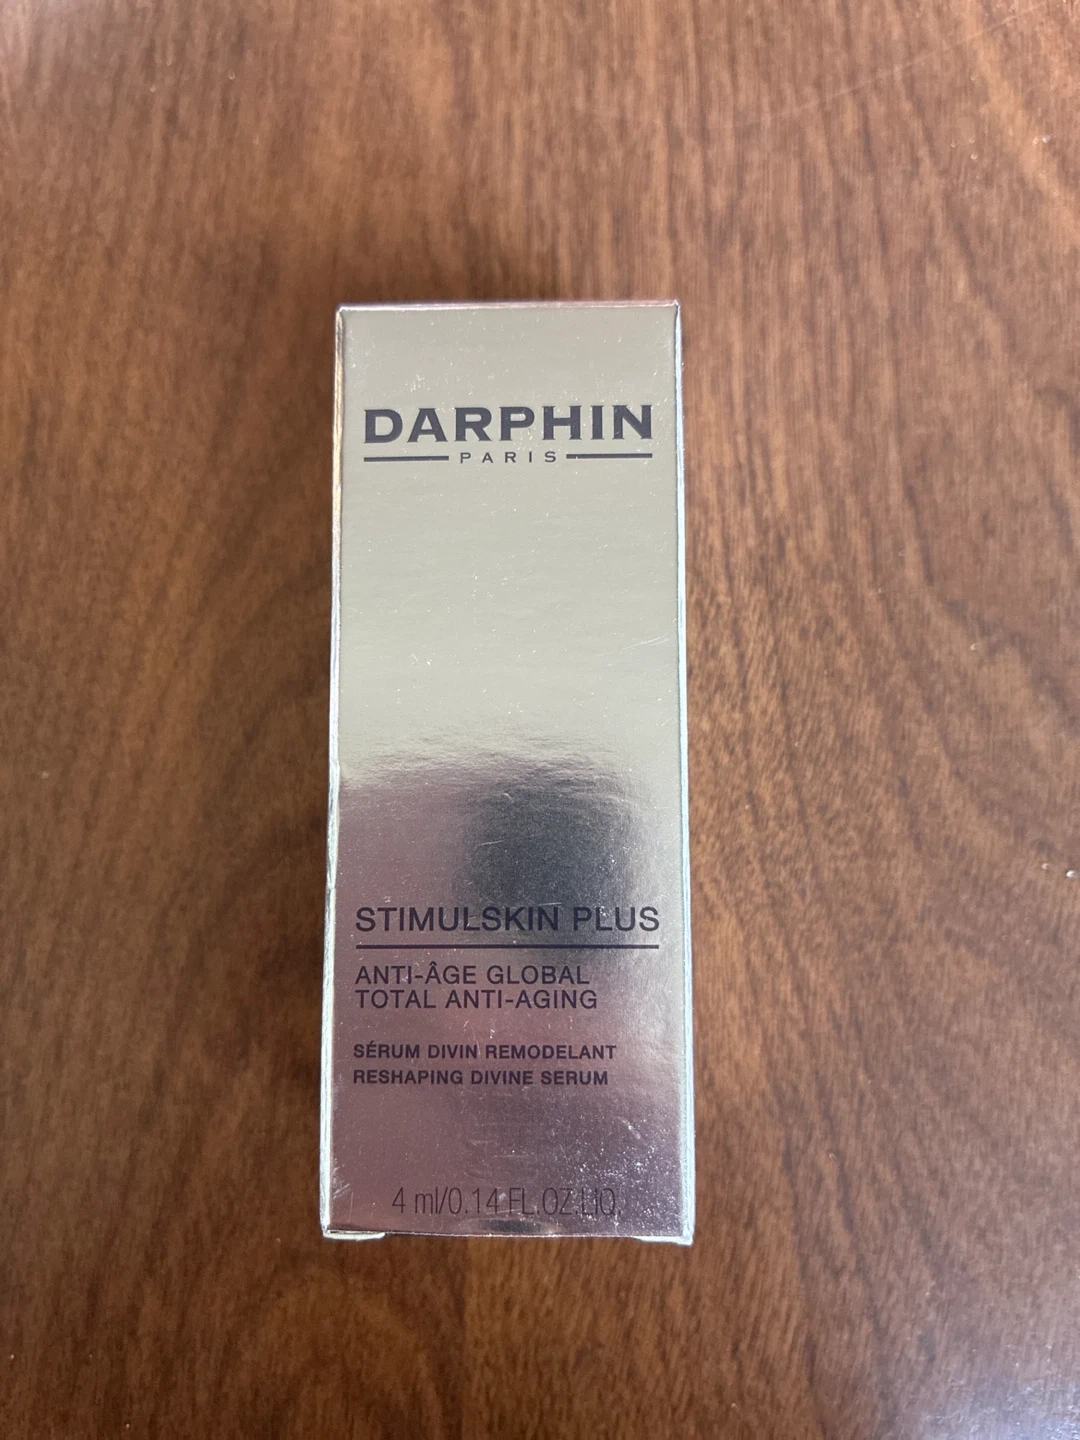 DARPHIN
PARIS
STIMULSKIN PLUS
ANTI-ÂGE GLOBAL
TOTAL ANTI-AGING
SÉRUM DIVIN REMODELANT
RESHAPING DIVINE SERUM
4 ml/0.14 FL.OZ.LIQ.